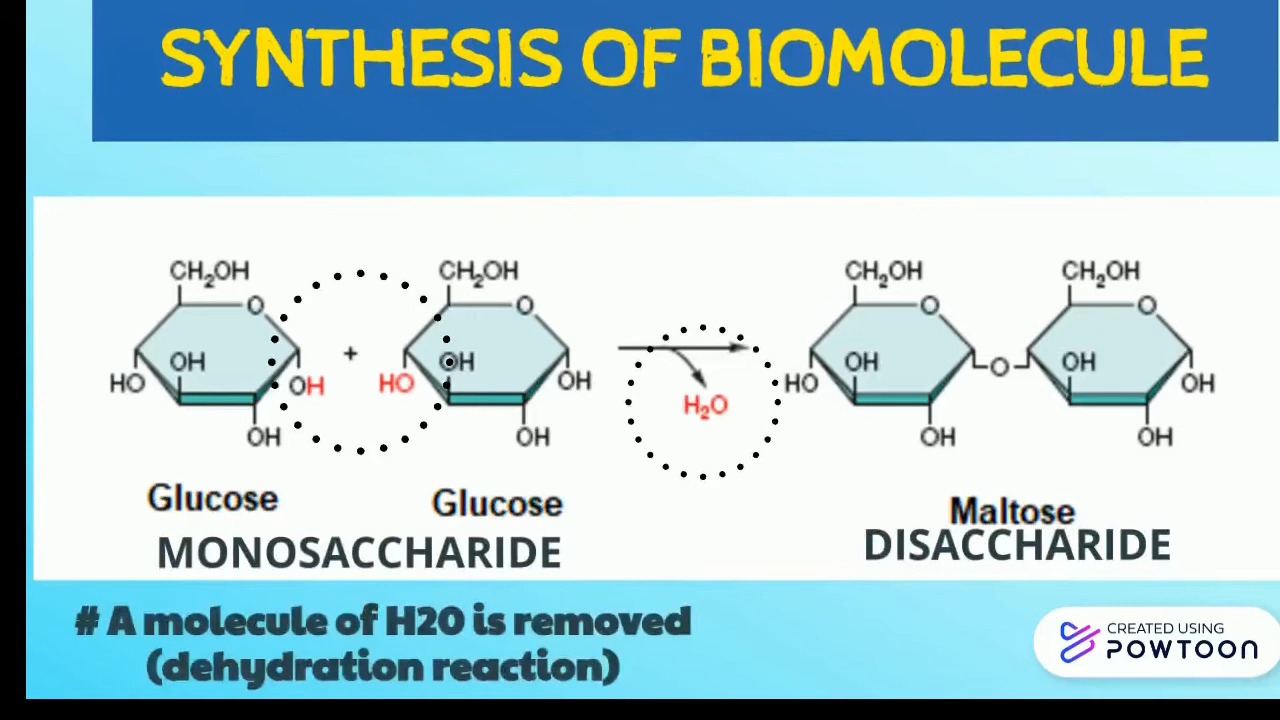 SYNTHESIS OF BIOMOLECULE
CH₂OH CH₂OH CH₂OH CH₂OH
O O O O
OH + OH OH OH
HO OH HO OH HO O OH
H₂O
OH OH OH OH
Glucose Glucose Maltose
MONOSACCHARIDE DISACCHARIDE
# A molecule of H2O is removed
(dehydration reaction)
CREATED USING
POWTOON